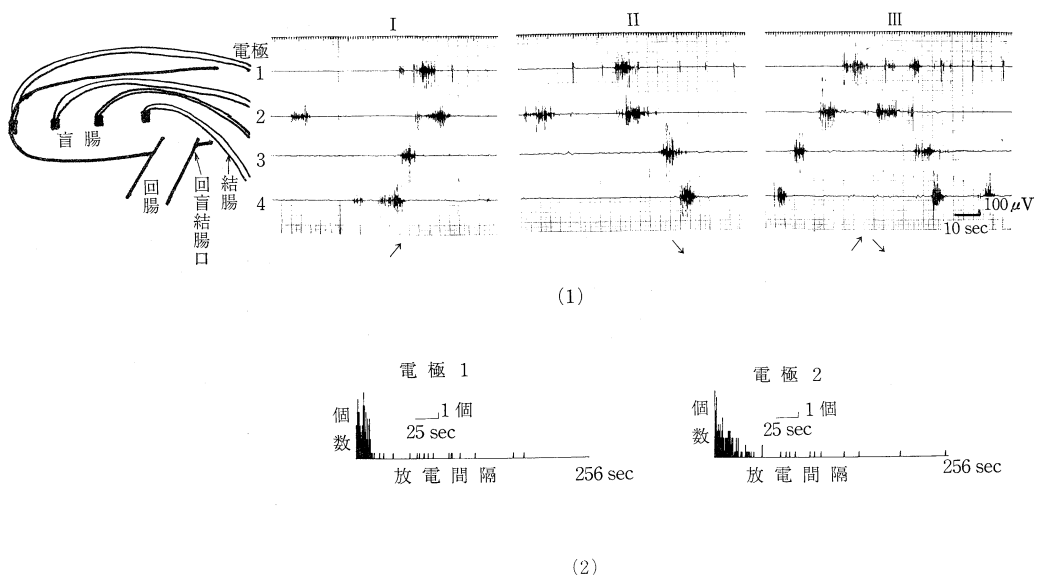 I II III
電極
1
2
3
4
盲腸
回腸
回盲結腸口
結腸
100 μV
10 sec
↗ ↘ ↗ ↘
(1)
電極 1
個数
1個
25 sec
放電間隔
256 sec
電極 2
個数
1個
25 sec
放電間隔
256 sec
(2)